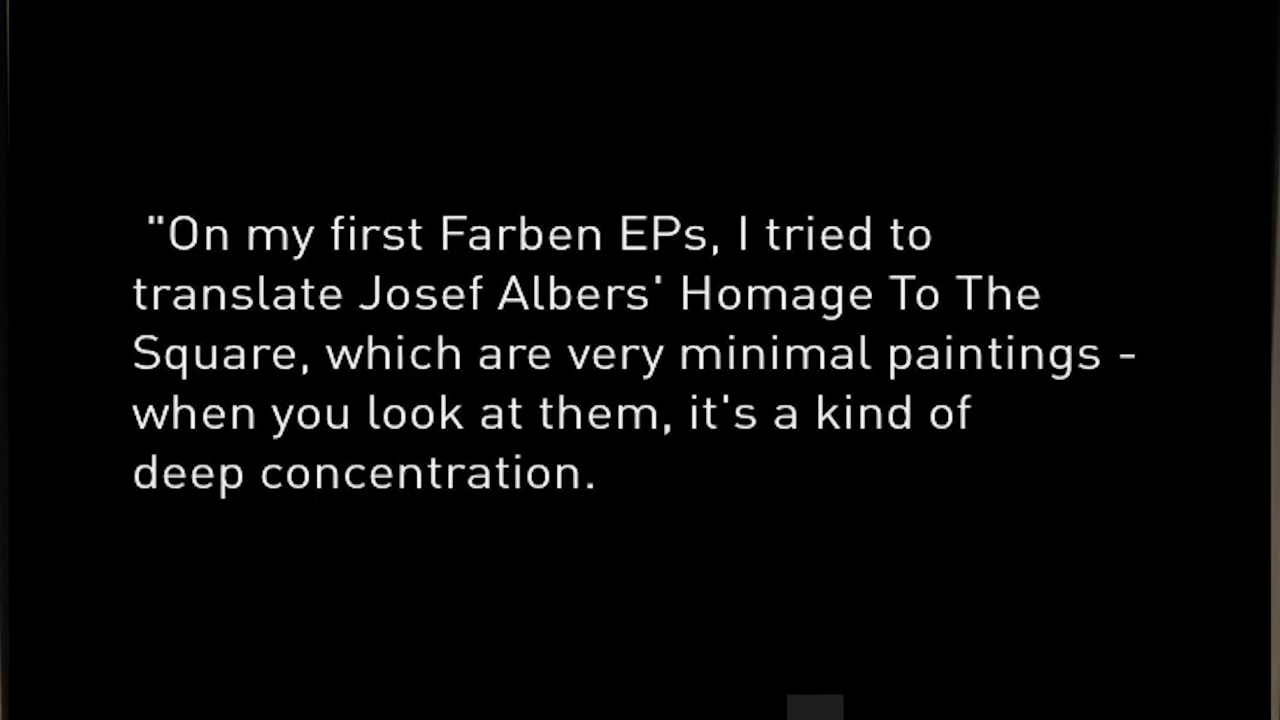 "On my first Farben EPs, I tried to
translate Josef Albers' Homage To The
Square, which are very minimal paintings -
when you look at them, it's a kind of
deep concentration.